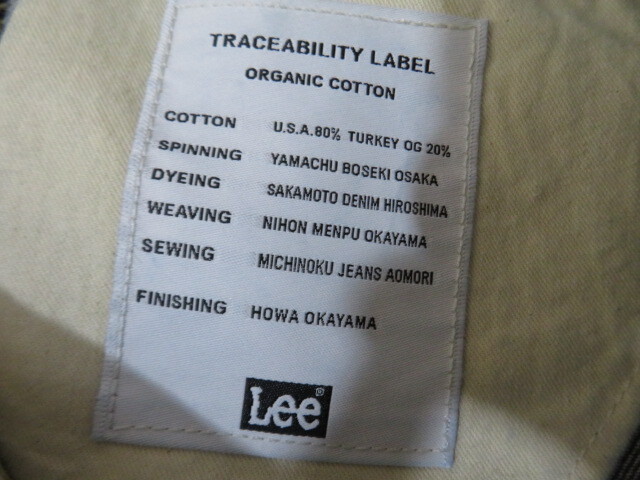 TRACEABILITY LABEL
ORGANIC COTTON
COTTON U.S.A.80% TURKEY OG 20%
SPINNING YAMACHU BOSEKI OSAKA
DYEING SAKAMOTO DENIM HIROSHIMA
WEAVING NIHON MENPU OKAYAMA
SEWING MICHINOKU JEANS AOMORI
FINISHING HOWA OKAYAMA
Lee®